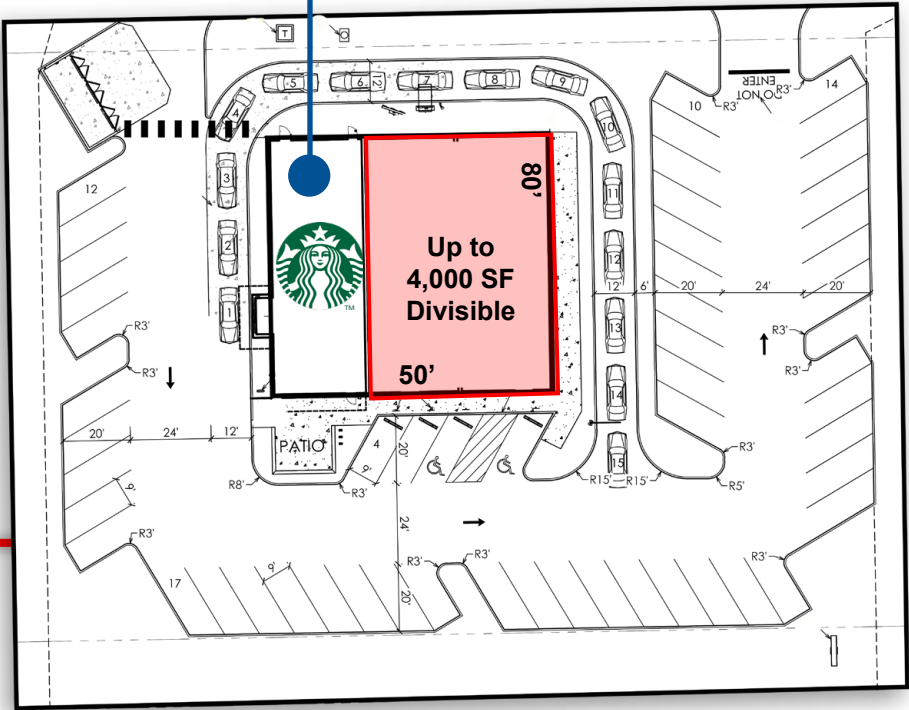 T
5
6
7
8
9
12'
4
10
3
2
1
11
12
13
14
15
DO NOT
ENTER
R3'
14
10
R3'
12
80'
Up to
4,000 SF
Divisible
50'
TM
12'
6'
20'
24'
20'
R3'
R3'
R3'
R3'
20'
24'
12'
PATIO
4
20'
9'
R8'
R3'
R15'
R15'
R3'
R5'
9'
R3'
24'
R3'
R3'
R3'
17
9'
20'